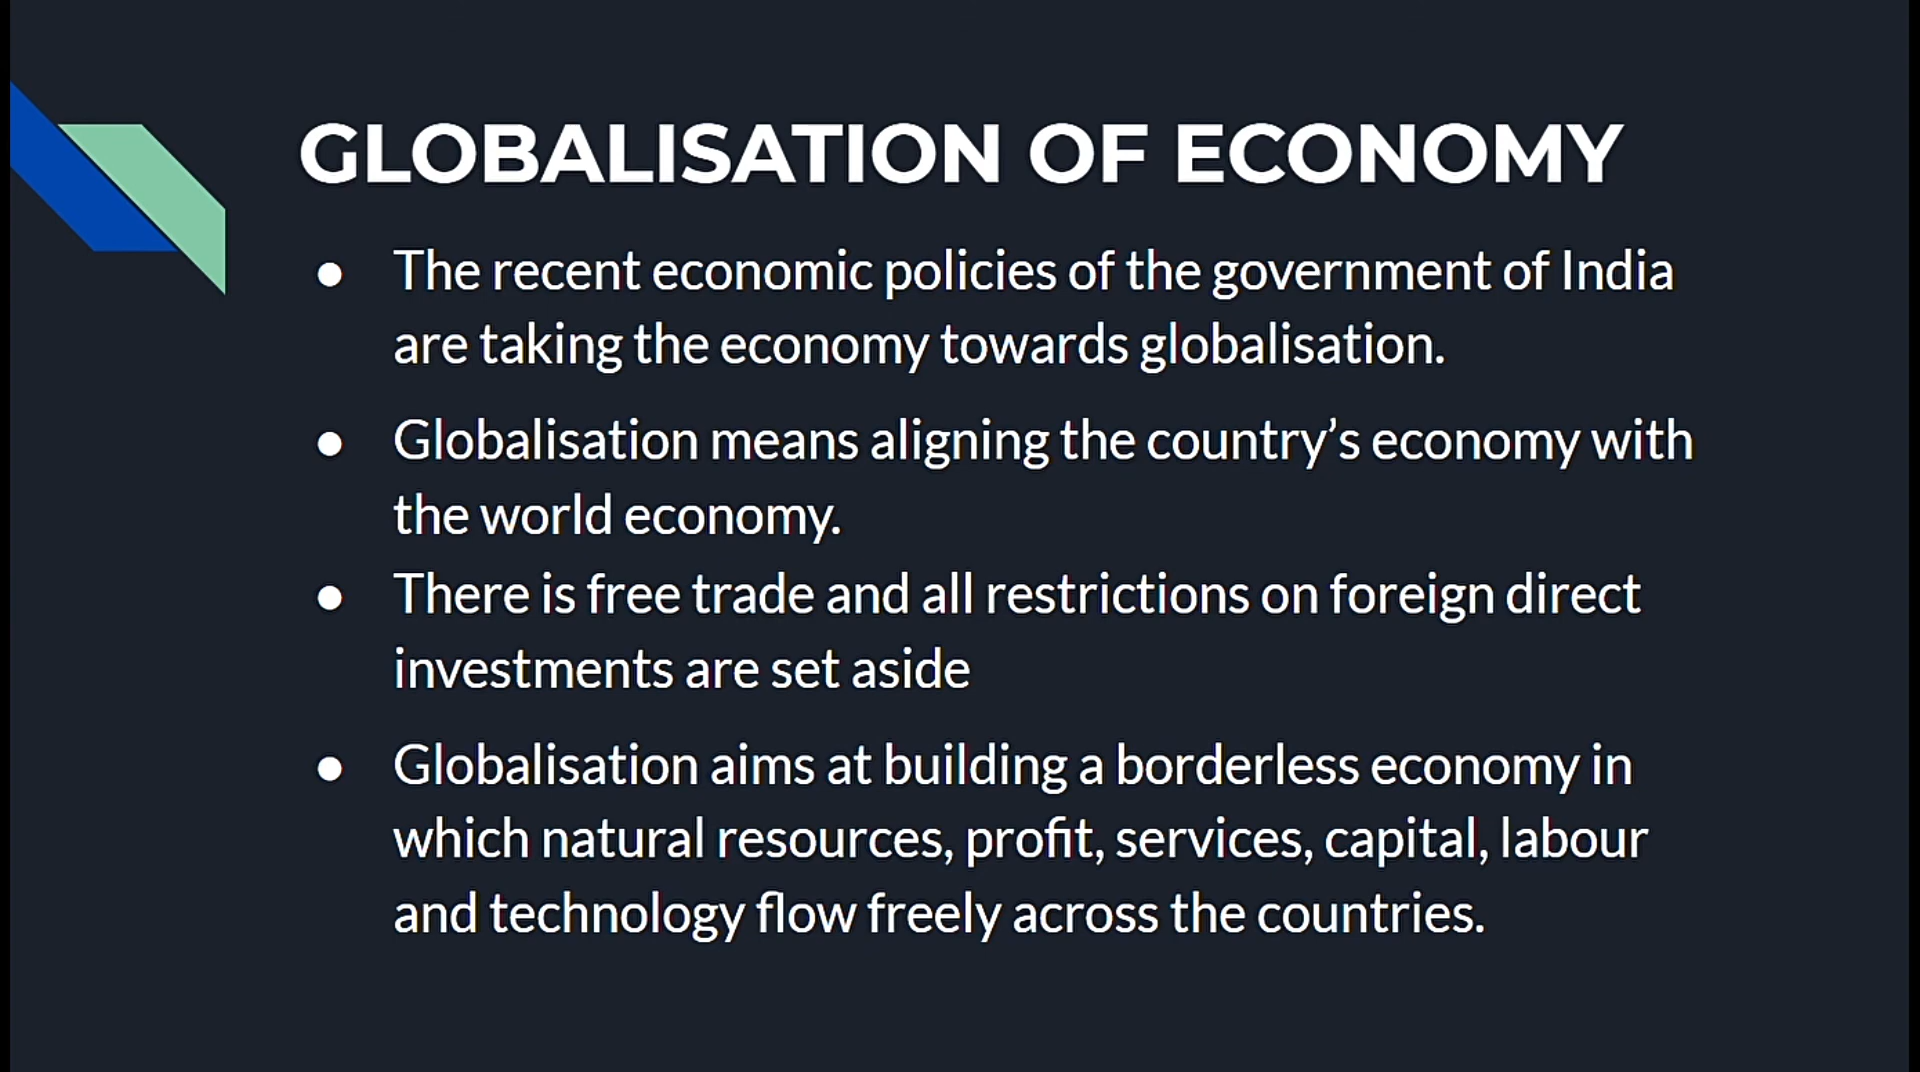 GLOBALISATION OF ECONOMY
● The recent economic policies of the government of India
are taking the economy towards globalisation.
● Globalisation means aligning the country’s economy with
the world economy.
● There is free trade and all restrictions on foreign direct
investments are set aside
● Globalisation aims at building a borderless economy in
which natural resources, profit, services, capital, labour
and technology flow freely across the countries.